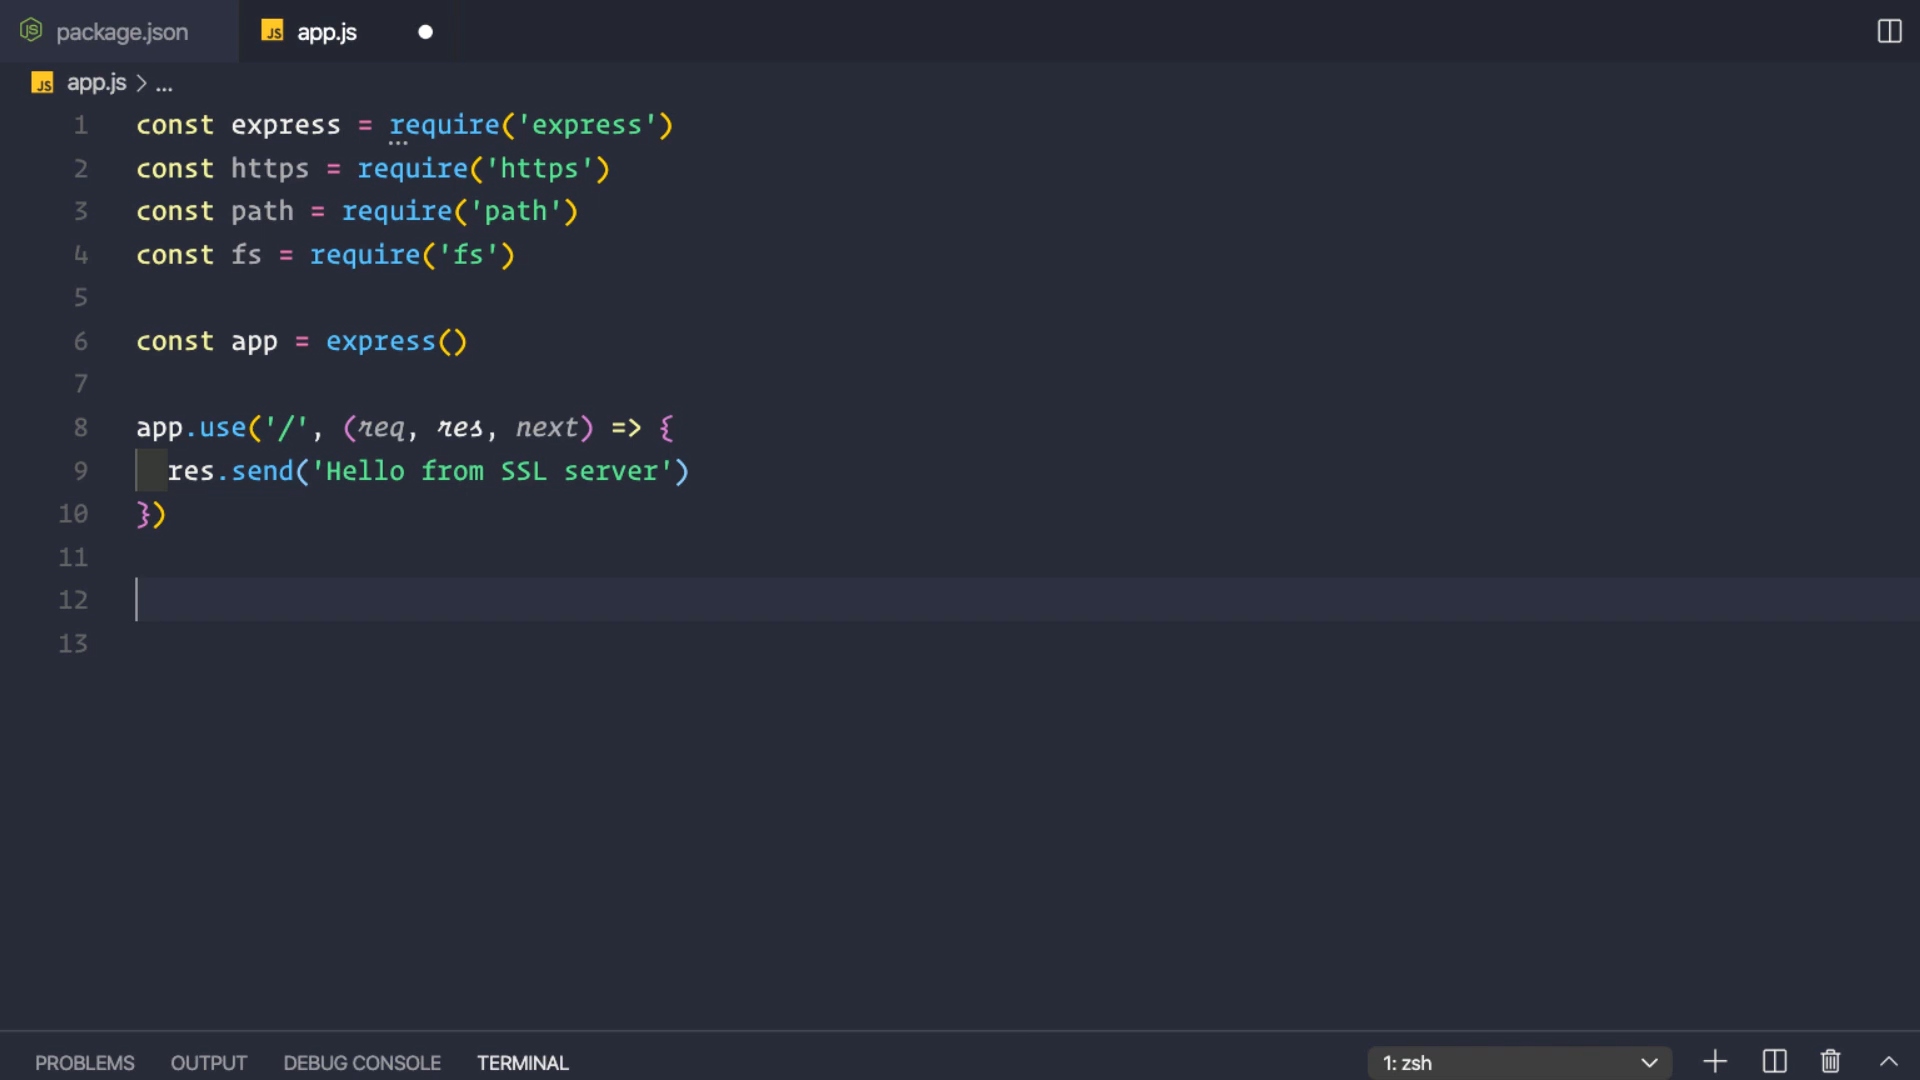 package.json
JS app.js
JS app.js > ...
1 const express = require('express')
2 const https = require('https')
3 const path = require('path')
4 const fs = require('fs')
5
6 const app = express()
7
8 app.use('/', (req, res, next) => {
9 res.send('Hello from SSL server')
10 })
11
12
13
PROBLEMS OUTPUT DEBUG CONSOLE TERMINAL 1: zsh